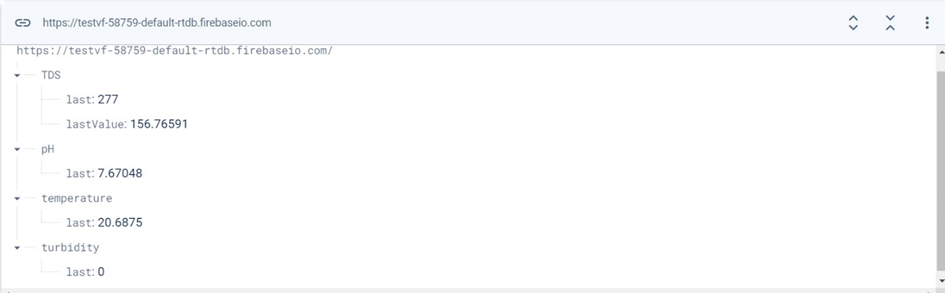 https://testvf-58759-default-rtdb.firebaseio.com
https://testvf-58759-default-rtdb.firebaseio.com/
TDS
last: 277
lastValue: 156.76591
pH
last: 7.67048
temperature
last: 20.6875
turbidity
last: 0